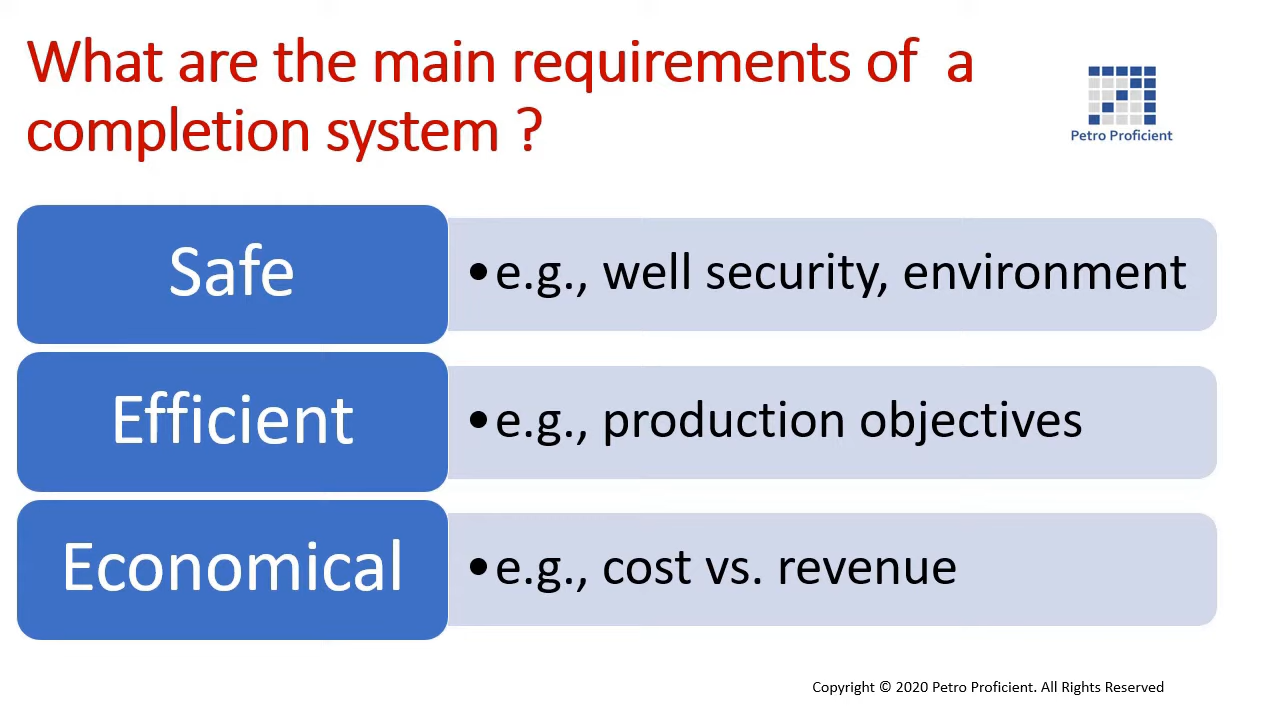 What are the main requirements of a
completion system ?
Petro Proficient
Safe
•e.g., well security, environment
Efficient
•e.g., production objectives
Economical
•e.g., cost vs. revenue
Copyright © 2020 Petro Proficient. All Rights Reserved